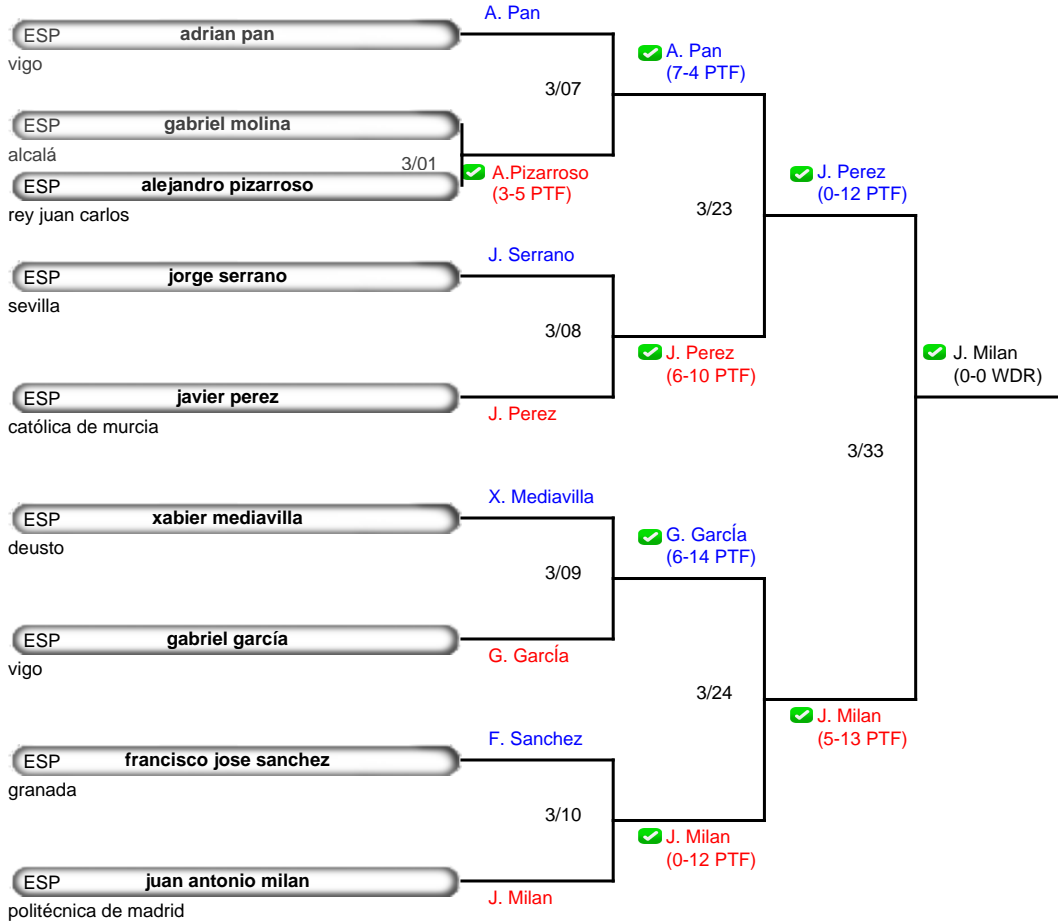 A. Pan
ESP adrian pan
vigo
A. Pan
(7-4 PTF)
3/07
ESP gabriel molina
alcalá
3/01
A.Pizarroso
(3-5 PTF)
ESP alejandro pizarroso
rey juan carlos
J. Perez
(0-12 PTF)
3/23
J. Serrano
ESP jorge serrano
sevilla
3/08
J. Perez
(6-10 PTF)
J. Milan
(0-0 WDR)
ESP javier perez
católica de murcia
J. Perez
3/33
X. Mediavilla
ESP xabier mediavilla
deusto
G. GarcÍa
(6-14 PTF)
3/09
ESP gabriel garcía
vigo
G. GarcÍa
3/24
J. Milan
(5-13 PTF)
F. Sanchez
ESP francisco jose sanchez
granada
3/10
J. Milan
(0-12 PTF)
ESP juan antonio milan
politécnica de madrid
J. Milan